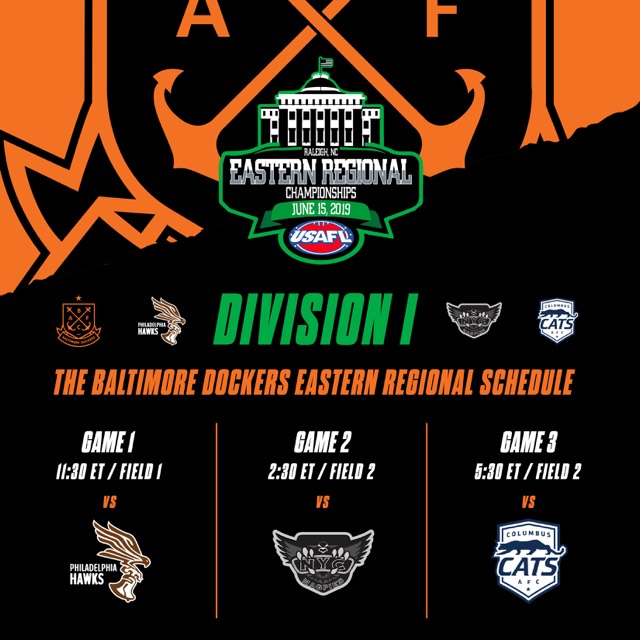 A F
RALEIGH, NC
EASTERN REGIONAL
CHAMPIONSHIPS
JUNE 15, 2019
USAFL
PHILADELPHIA
HAWKS
DIVISION I
NYC
COLUMBUS
CATS
AFC
THE BALTIMORE DOCKERS EASTERN REGIONAL SCHEDULE
GAME 1
11:30 ET / FIELD 1
VS
PHILADELPHIA
HAWKS
GAME 2
2:30 ET / FIELD 2
VS
NYC
GAME 3
5:30 ET / FIELD 2
VS
COLUMBUS
CATS
AFC